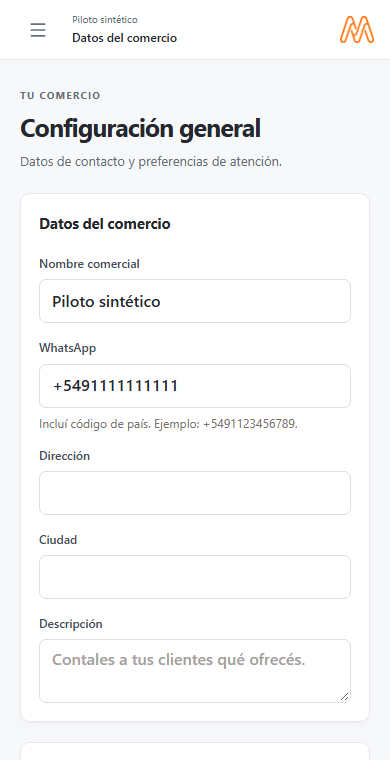 Piloto sintético
Datos del comercio
TU COMERCIO
Configuración general
Datos de contacto y preferencias de atención.
Datos del comercio
Nombre comercial
Piloto sintético
WhatsApp
+5491111111111
Incluí código de país. Ejemplo: +5491123456789.
Dirección
Ciudad
Descripción
Contales a tus clientes qué ofrecés.